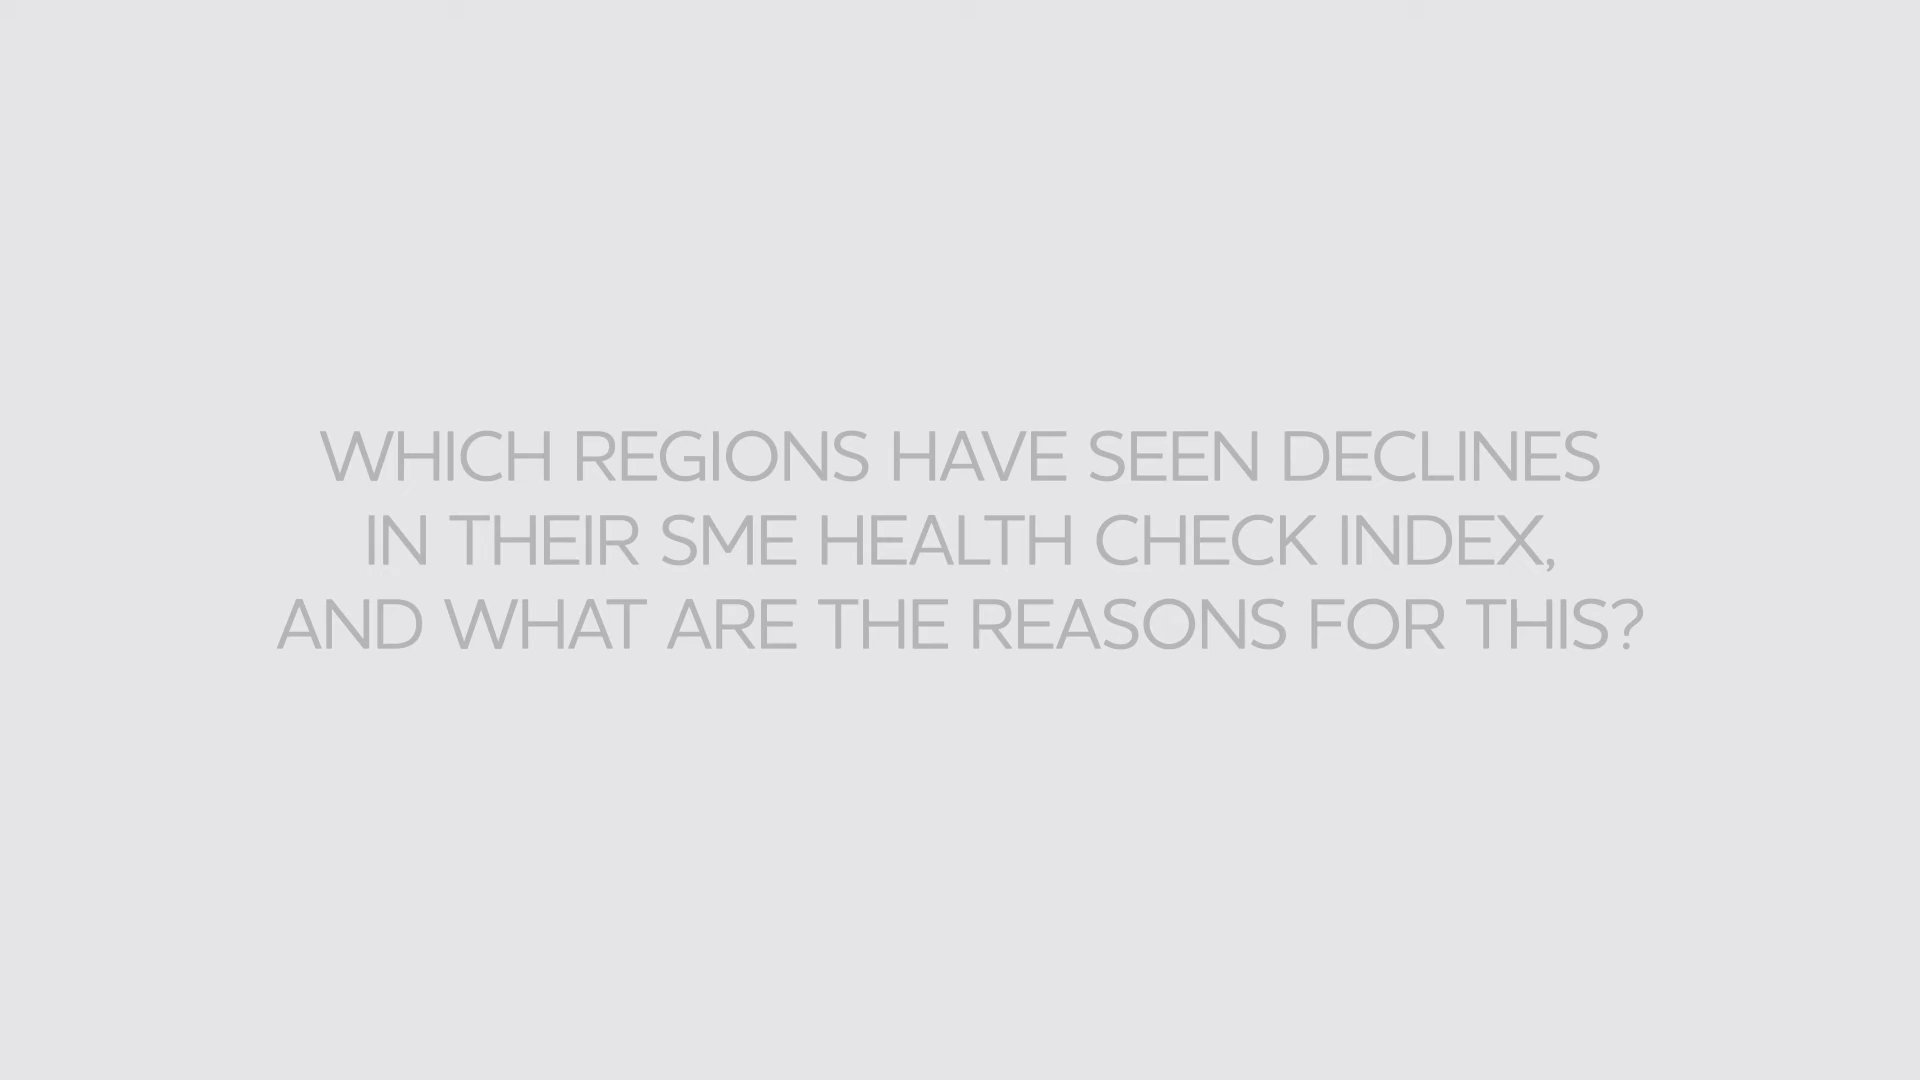 WHICH REGIONS HAVE SEEN DECLINES
IN THEIR SME HEALTH CHECK INDEX,
AND WHAT ARE THE REASONS FOR THIS?